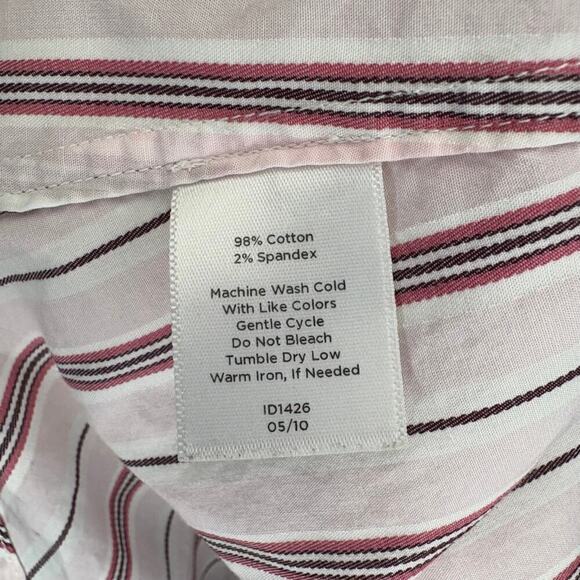 98% Cotton
2% Spandex
Machine Wash Cold
With Like Colors
Gentle Cycle
Do Not Bleach
Tumble Dry Low
Warm Iron, If Needed
ID1426
05/10